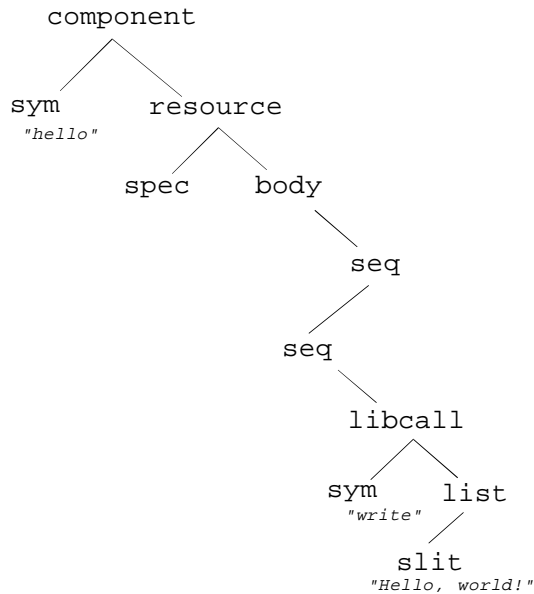 component
sym resource
"hello"
spec body
seq
seq
libcall
sym list
"write"
slit
"Hello, world!"